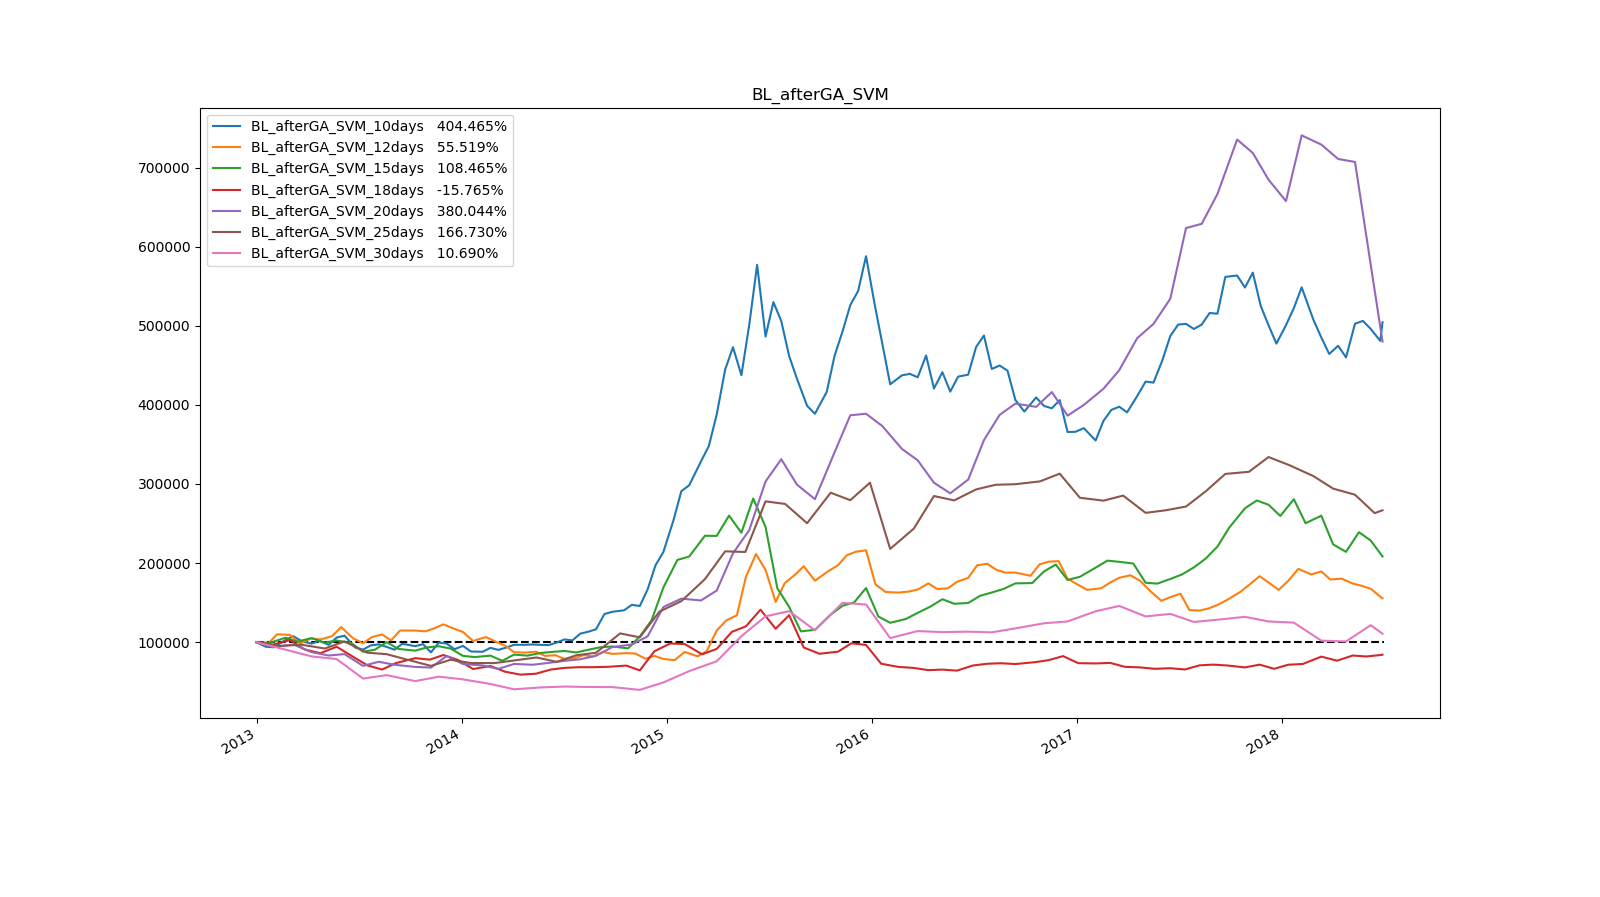 BL_afterGA_SVM
BL_afterGA_SVM_10days 404.465%
BL_afterGA_SVM_12days 55.519%
BL_afterGA_SVM_15days 108.465%
BL_afterGA_SVM_18days -15.765%
BL_afterGA_SVM_20days 380.044%
BL_afterGA_SVM_25days 166.730%
BL_afterGA_SVM_30days 10.690%
700000
600000
500000
400000
300000
200000
100000
2013 2014 2015 2016 2017 2018